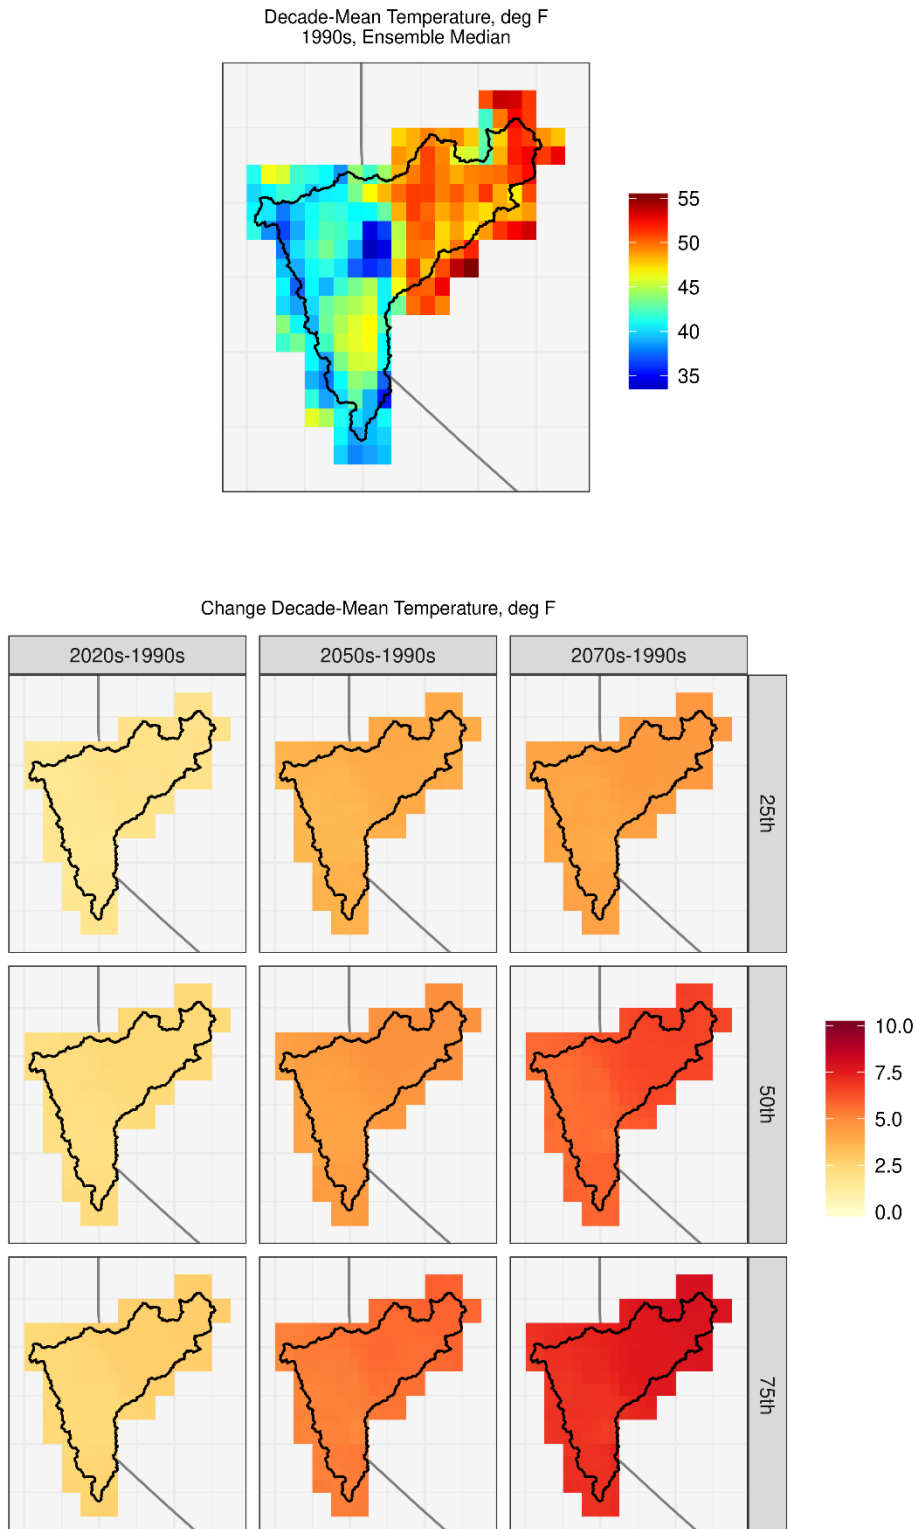 Decade-Mean Temperature, deg F
1990s, Ensemble Median
55
50
45
40
35
Change Decade-Mean Temperature, deg F
2020s-1990s
2050s-1990s
2070s-1990s
25th
50th
75th
10.0
7.5
5.0
2.5
0.0